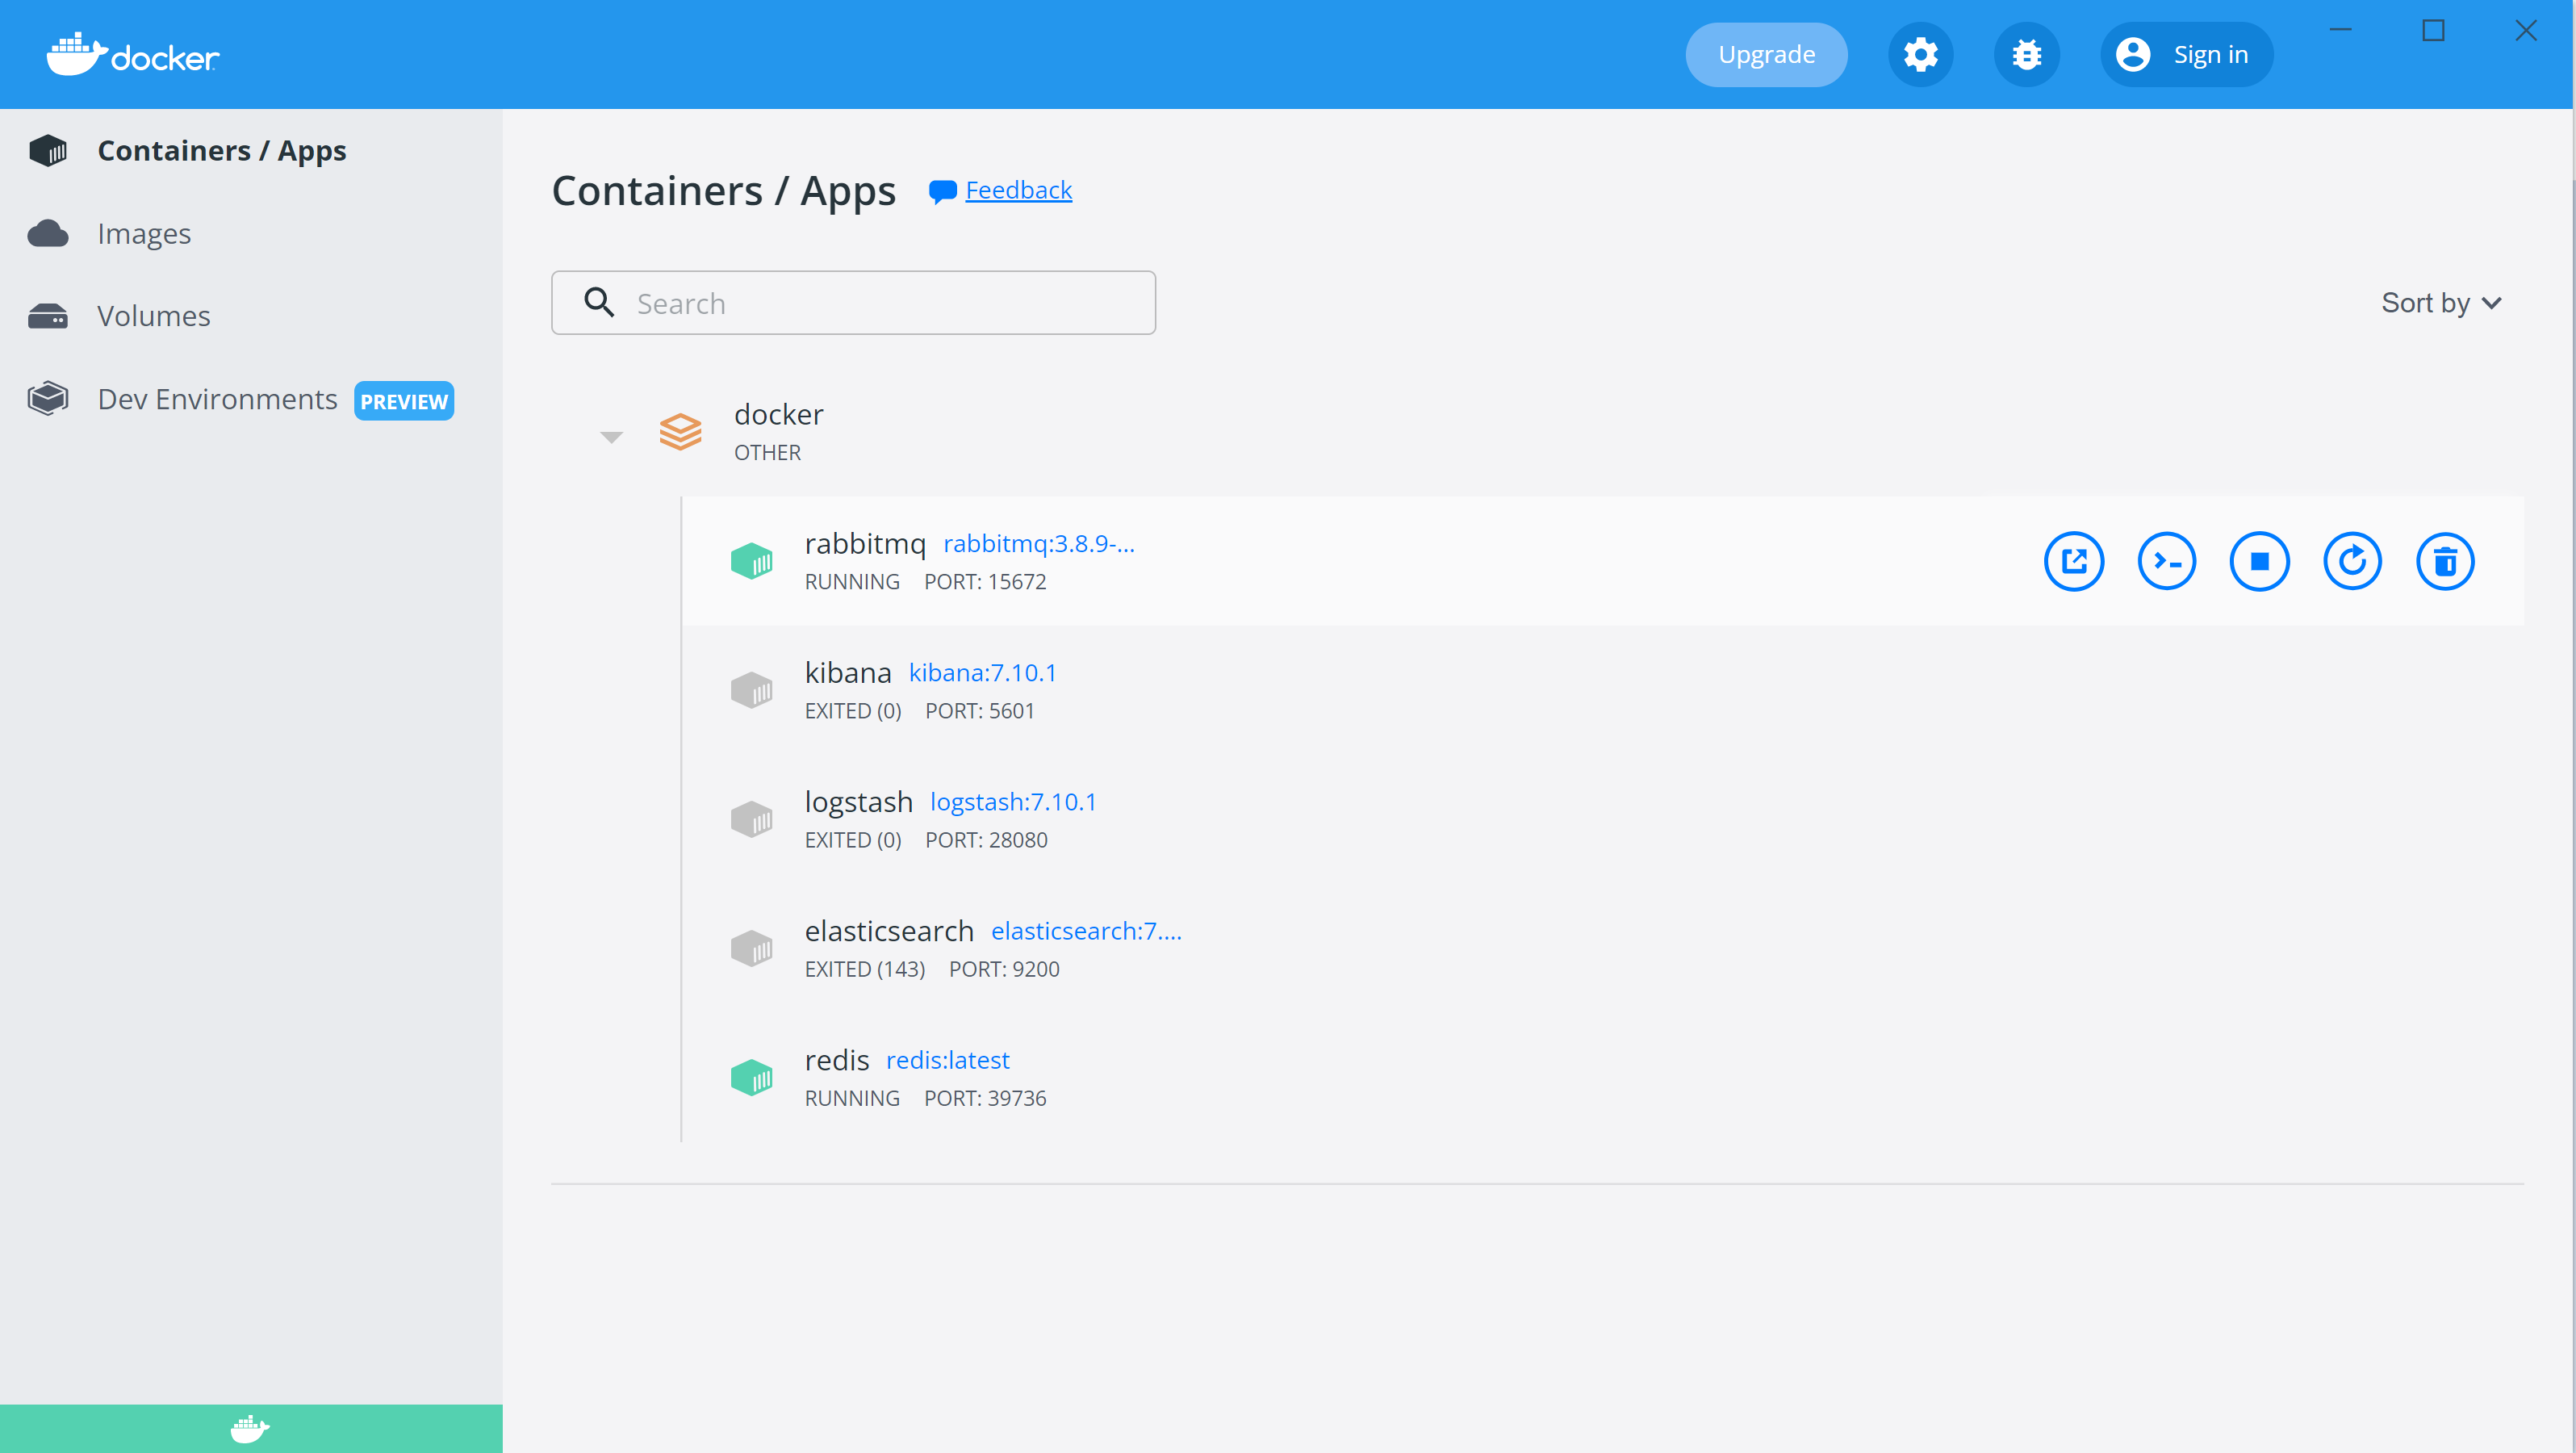 docker
Upgrade
Sign in
Containers / Apps
Images
Volumes
Dev Environments PREVIEW
Containers / Apps Feedback
Search
Sort by
docker
OTHER
rabbitmq rabbitmq:3.8.9-...
RUNNING PORT: 15672
kibana kibana:7.10.1
EXITED (0) PORT: 5601
logstash logstash:7.10.1
EXITED (0) PORT: 28080
elasticsearch elasticsearch:7....
EXITED (143) PORT: 9200
redis redis:latest
RUNNING PORT: 39736